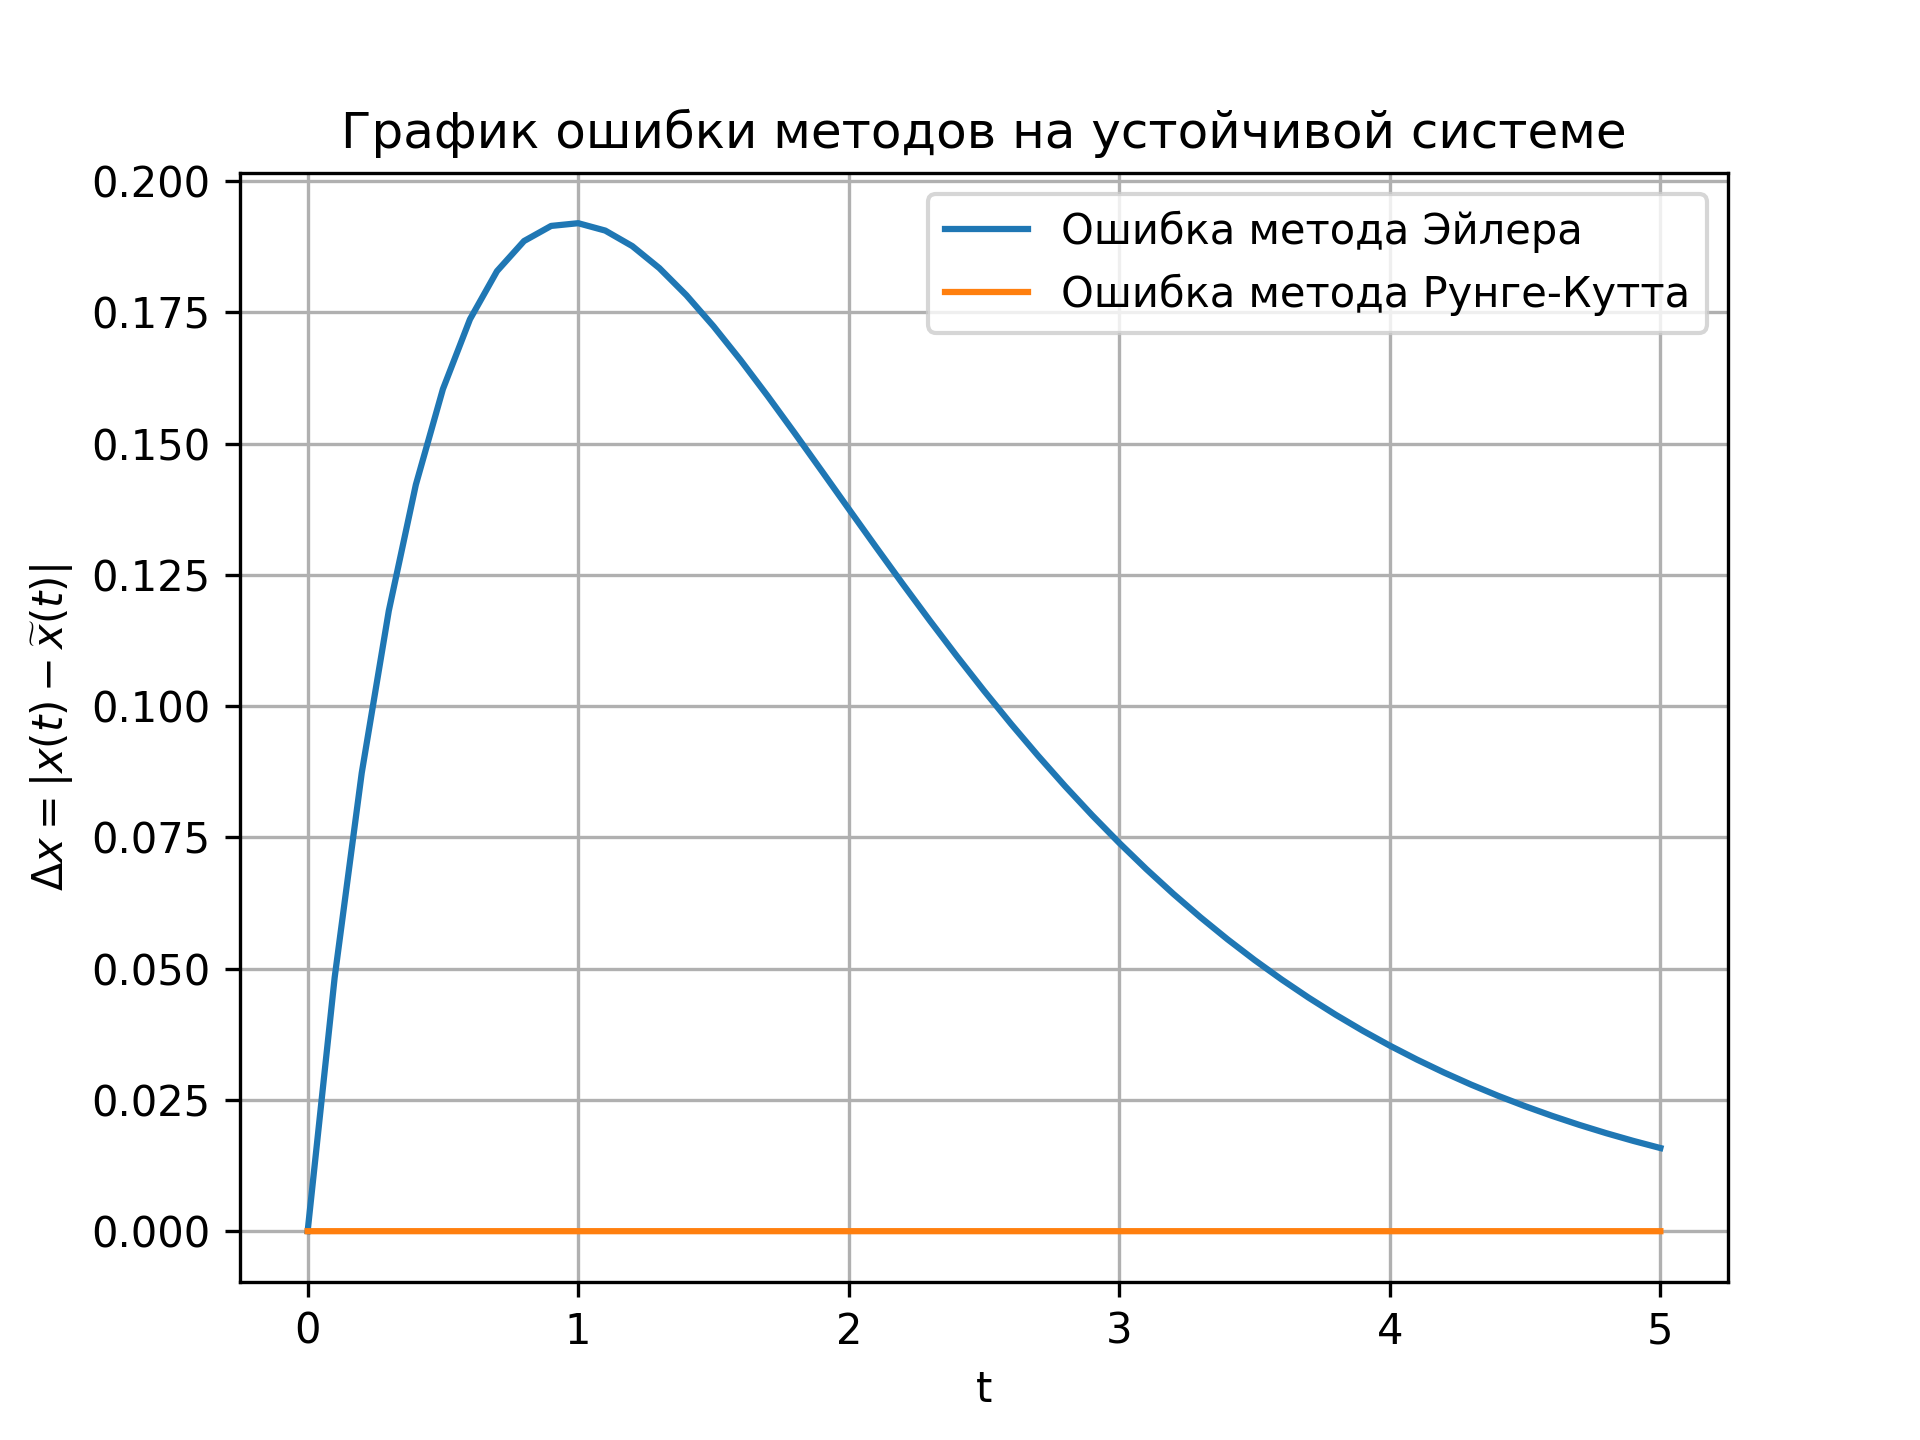 График ошибки методов на устойчивой системе
Ошибка метода Эйлера
Ошибка метода Рунге-Кутта
0.200
0.175
0.150
0.125
0.100
0.075
0.050
0.025
0.000
Δx = |x(t) − x̃(t)|
0 1 2 3 4 5
t